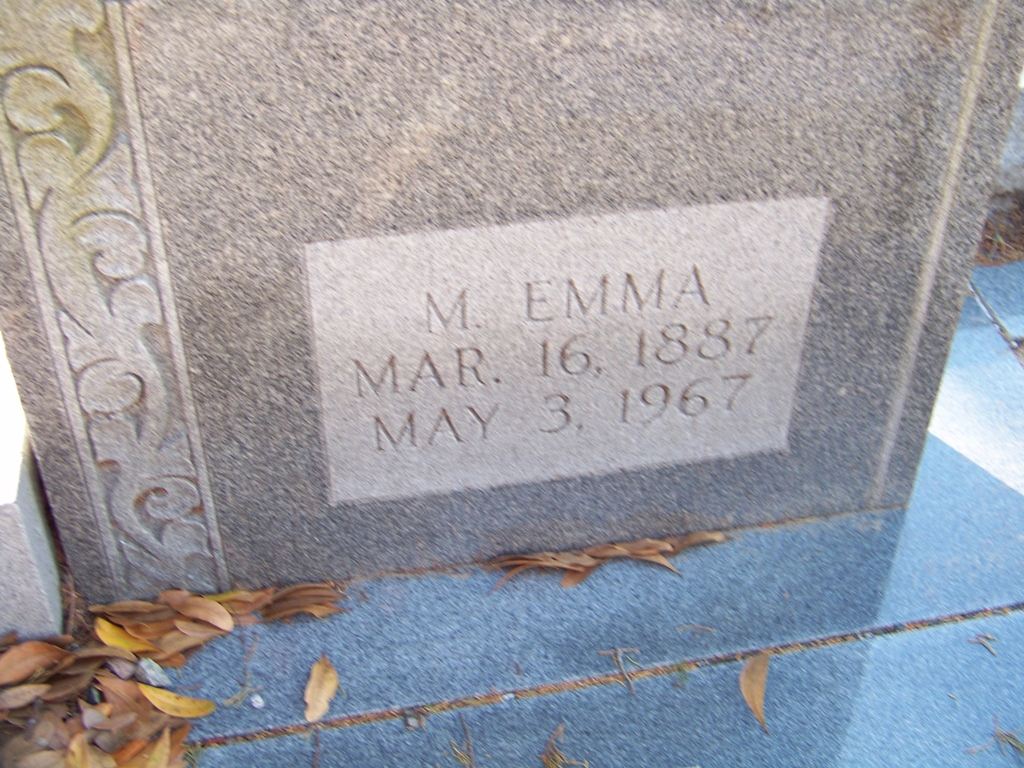 M. EMMA
MAR. 16, 1887
MAY 3, 1967